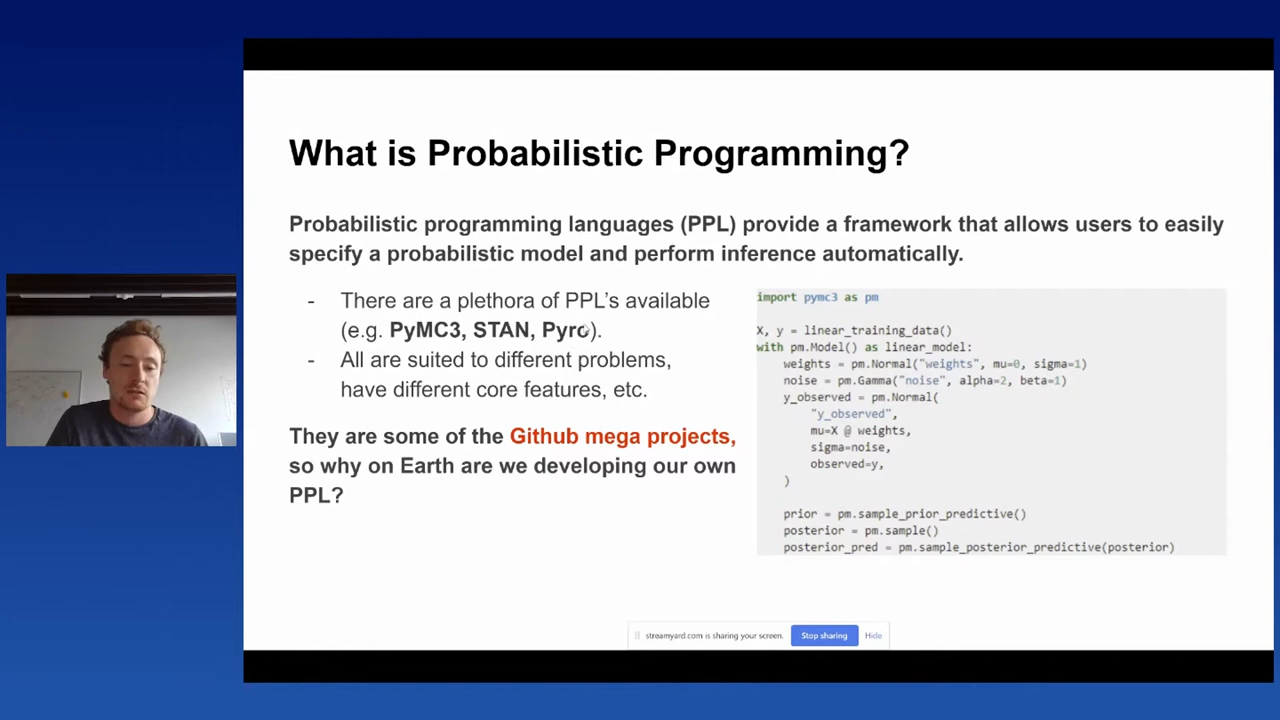 What is Probabilistic Programming?
Probabilistic programming languages (PPL) provide a framework that allows users to easily
specify a probabilistic model and perform inference automatically.
- There are a plethora of PPL's available
(e.g. PyMC3, STAN, Pyro).
- All are suited to different problems,
have different core features, etc.
They are some of the Github mega projects,
so why on Earth are we developing our own
PPL?
import pymc3 as pm
X, y = linear_training_data()
with pm.Model() as linear_model:
    weights = pm.Normal("weights", mu=0, sigma=1)
    noise = pm.Gamma("noise", alpha=2, beta=1)
    y_observed = pm.Normal(
        "y_observed",
        mu=X @ weights,
        sigma=noise,
        observed=y,
    )
    prior = pm.sample_prior_predictive()
    posterior = pm.sample()
    posterior_pred = pm.sample_posterior_predictive(posterior)
streamyard.com is sharing your screen.
Stop sharing
Hide